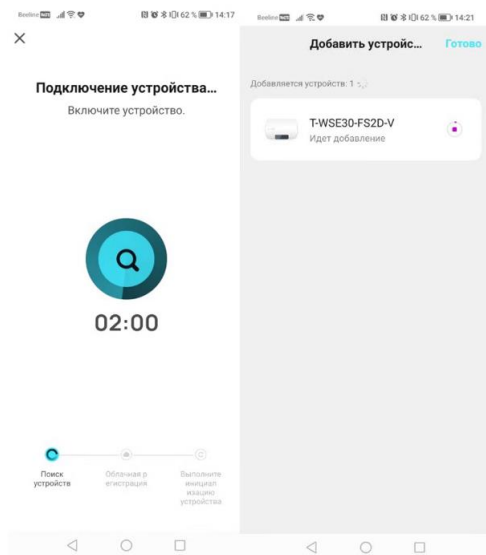 Beeline 62 % 14:17
Подключение устройства…
Включите устройство.
02:00
Поиск
устройств
Облачная р
егистрация
Выполните
инициал
изацию
устройства
Beeline 62 % 14:21
Добавить устройс… Готово
Добавляется устройств: 1
T-WSE30-FS2D-V
Идет добавление